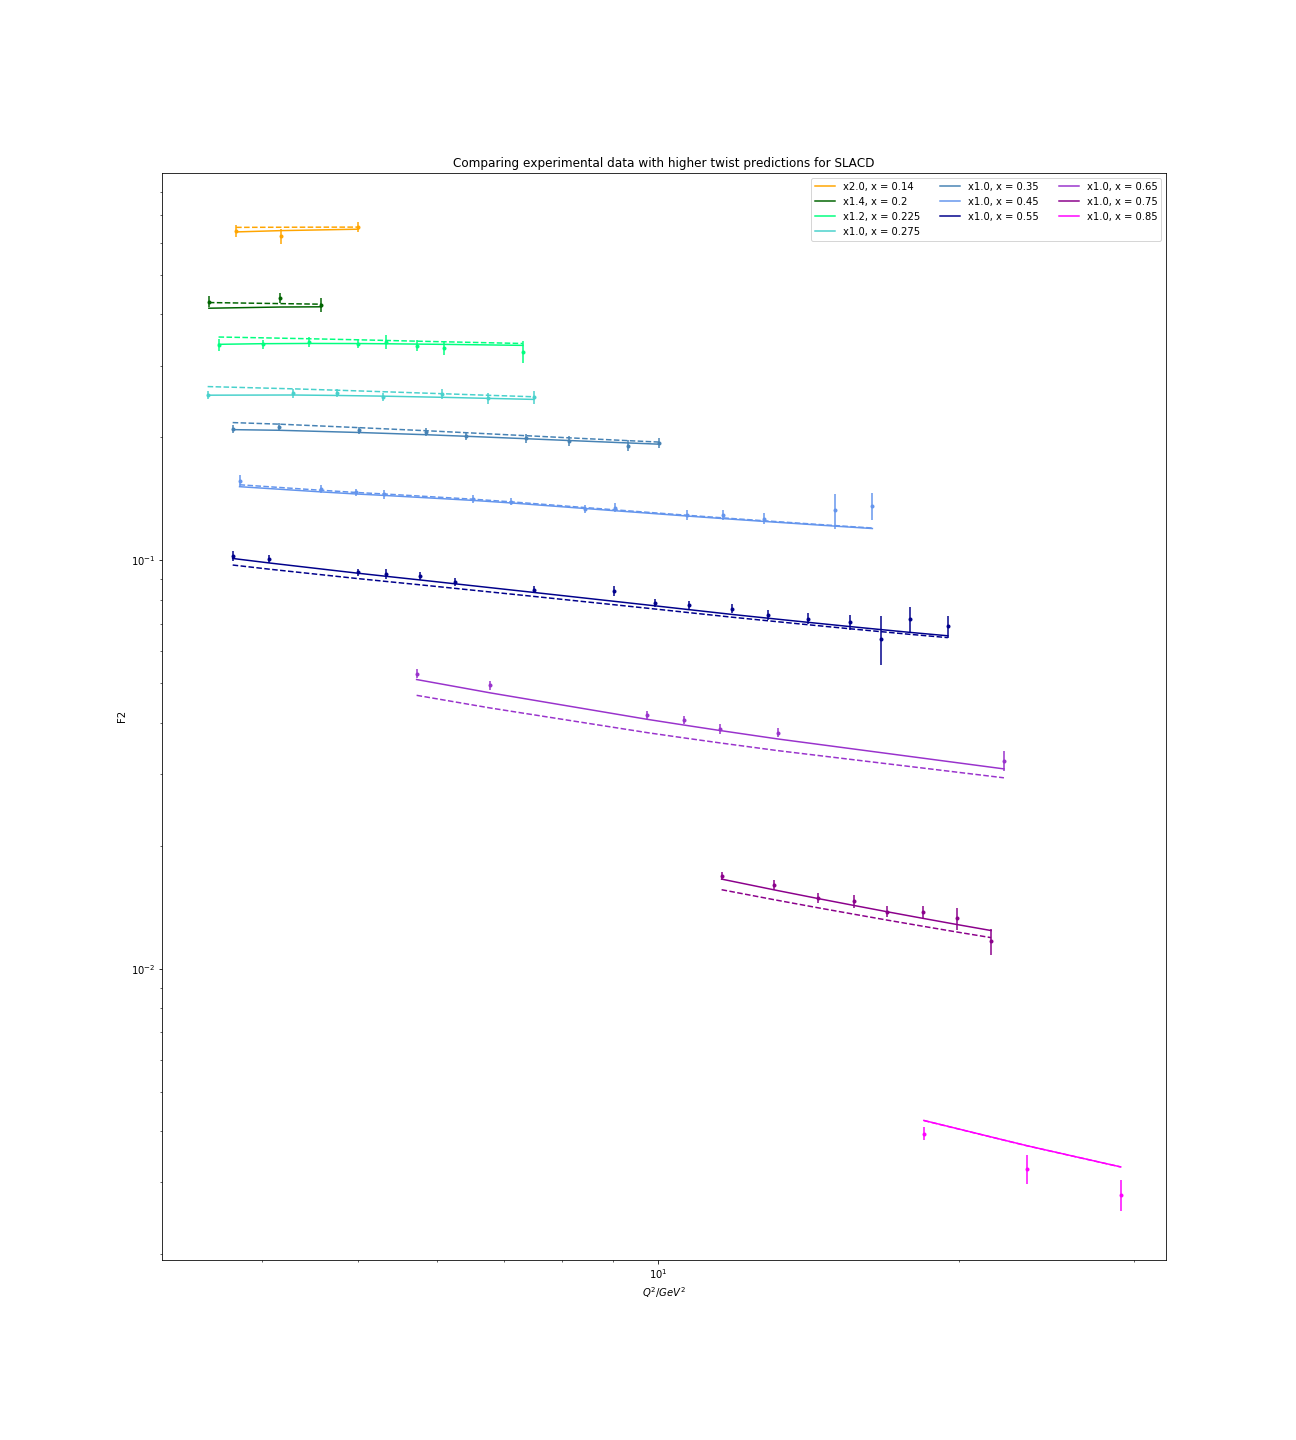 Comparing experimental data with higher twist predictions for SLACD
x2.0, x = 0.14
x1.4, x = 0.2
x1.2, x = 0.225
x1.0, x = 0.275
x1.0, x = 0.35
x1.0, x = 0.45
x1.0, x = 0.55
x1.0, x = 0.65
x1.0, x = 0.75
x1.0, x = 0.85
F2
10⁻¹
10⁻²
10¹
Q²/GeV²